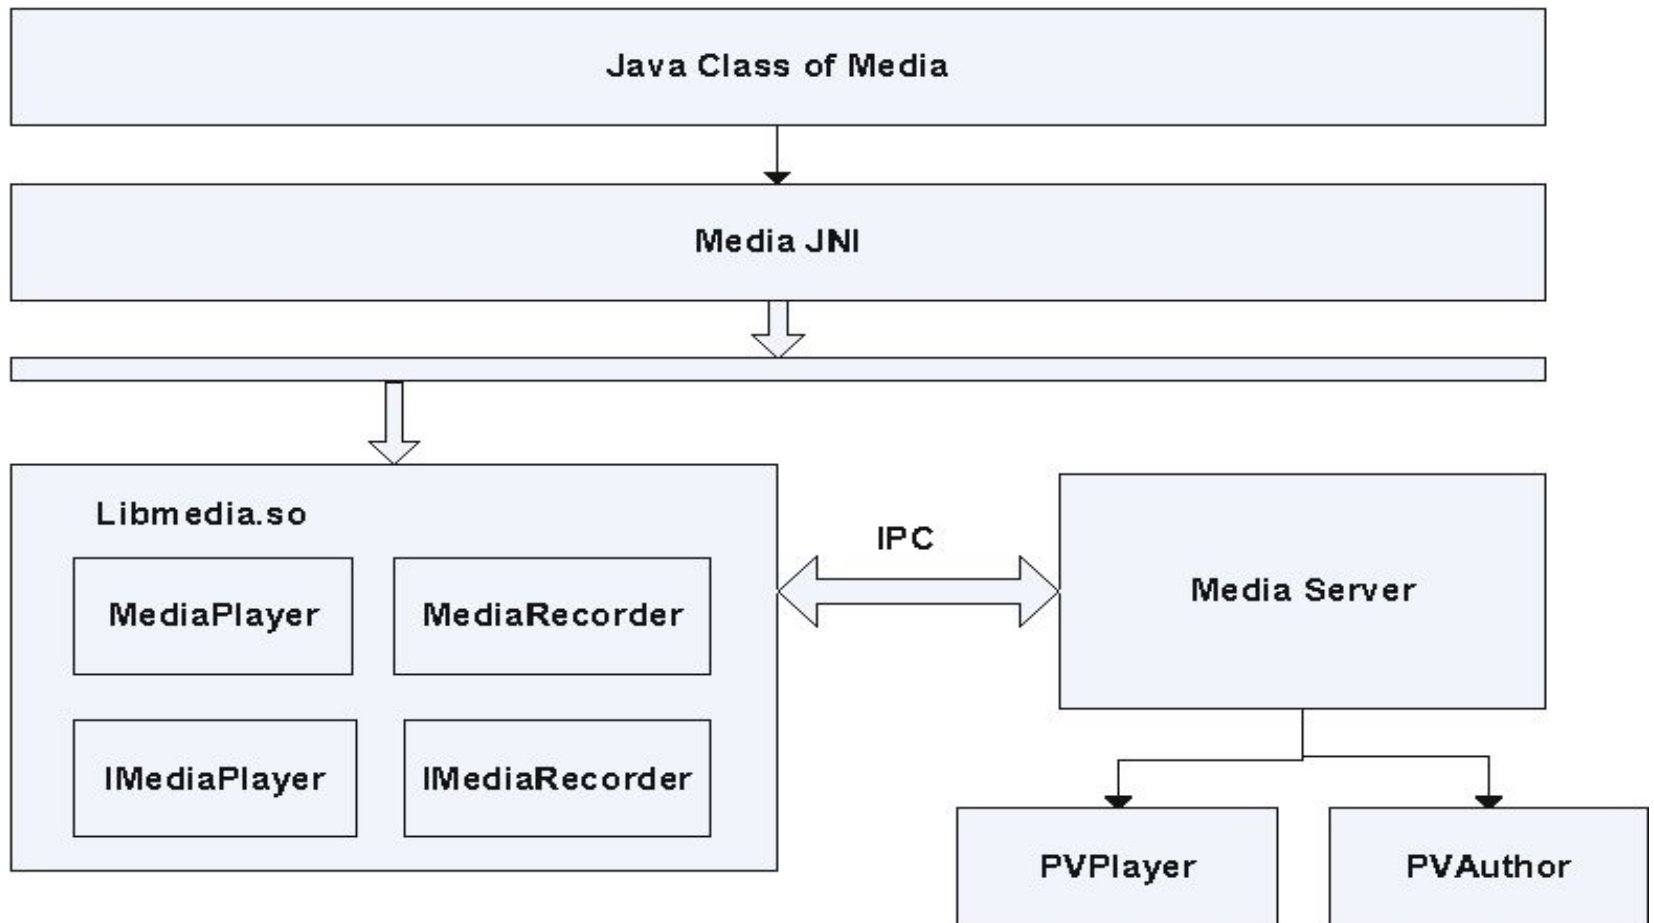 Java Class of Media
Media JNI
Libmedia.so
MediaPlayer
MediaRecorder
IMediaPlayer
IMediaRecorder
IPC
Media Server
PVPlayer
PVAuthor